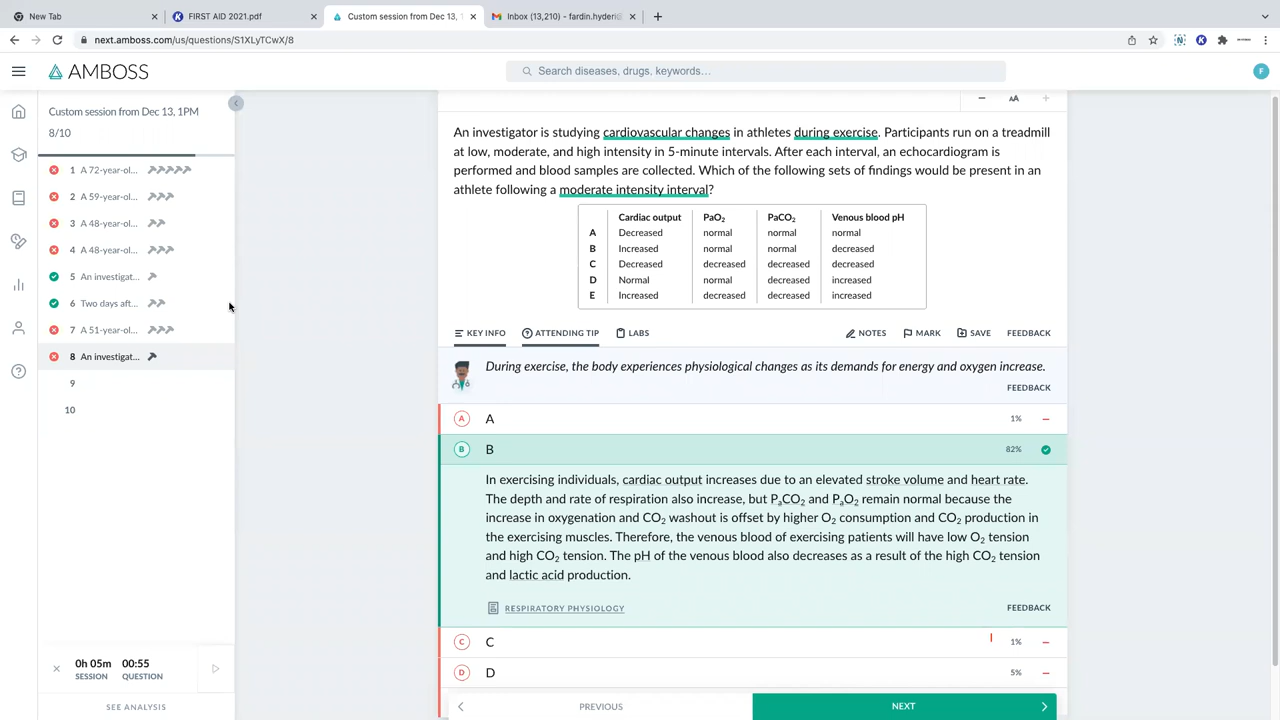 New Tab
FIRST AID 2021.pdf
Custom session from Dec 13, 1
Inbox (13,210) - fardin.hyderi@
next.amboss.com/us/questions/S1XLyTCwX/8
AMBOSS
Search diseases, drugs, keywords...
F
Custom session from Dec 13, 1PM
8/10
1 A 72-year-ol...
2 A 59-year-ol...
3 A 48-year-ol...
4 A 48-year-ol...
5 An investigat...
6 Two days aft...
7 A 51-year-ol...
8 An investigat...
9
10
0h 05m 00:55
SESSION QUESTION
SEE ANALYSIS
AA
An investigator is studying cardiovascular changes in athletes during exercise. Participants run on a treadmill
at low, moderate, and high intensity in 5-minute intervals. After each interval, an echocardiogram is
performed and blood samples are collected. Which of the following sets of findings would be present in an
athlete following a moderate intensity interval?
Cardiac output PaO2 PaCO2 Venous blood pH
A Decreased normal normal normal
B Increased normal normal decreased
C Decreased decreased decreased decreased
D Normal normal decreased increased
E Increased decreased decreased increased
KEY INFO ATTENDING TIP LABS NOTES MARK SAVE FEEDBACK
During exercise, the body experiences physiological changes as its demands for energy and oxygen increase.
FEEDBACK
A A 1%
B B 82%
In exercising individuals, cardiac output increases due to an elevated stroke volume and heart rate.
The depth and rate of respiration also increase, but PaCO2 and PaO2 remain normal because the
increase in oxygenation and CO2 washout is offset by higher O2 consumption and CO2 production in
the exercising muscles. Therefore, the venous blood of exercising patients will have low O2 tension
and high CO2 tension. The pH of the venous blood also decreases as a result of the high CO2 tension
and lactic acid production.
RESPIRATORY PHYSIOLOGY FEEDBACK
C C 1%
D D 5%
PREVIOUS NEXT